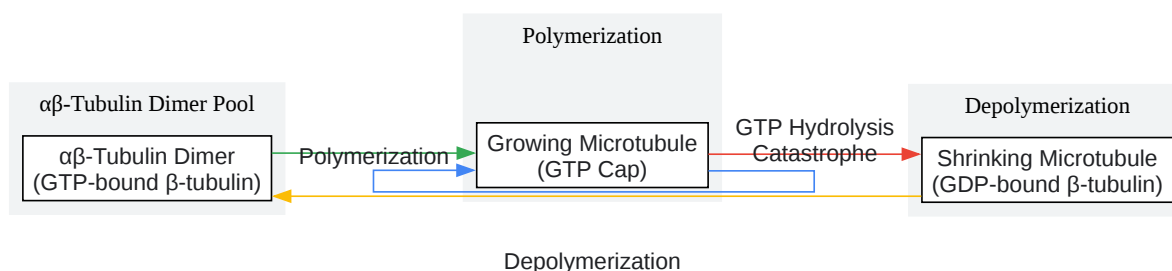 Polymerization
αβ-Tubulin Dimer Pool
αβ-Tubulin Dimer
(GTP-bound β-tubulin)
Polymerization
Growing Microtubule
(GTP Cap)
GTP Hydrolysis
Catastrophe
Depolymerization
Shrinking Microtubule
(GDP-bound β-tubulin)
Depolymerization